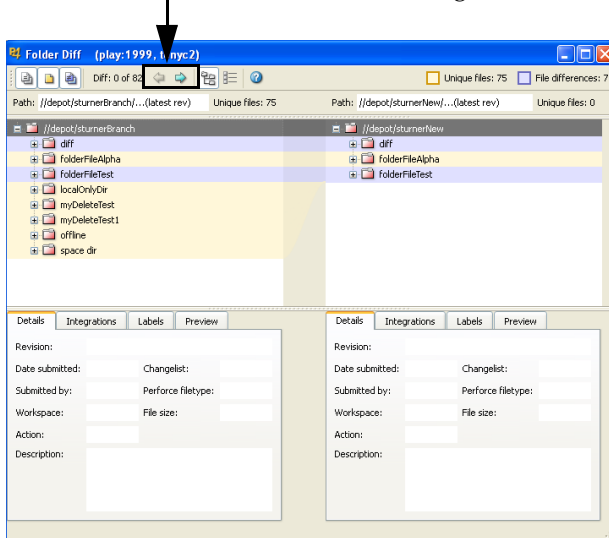 Folder Diff (play:1999, tonyc2)
Diff: 0 of 82
Unique files: 75
File differences: 7
Path: //depot/sturnerBranch/...(latest rev)
Unique files: 75
Path: //depot/sturnerNew/...(latest rev)
Unique files: 0
//depot/sturnerBranch
diff
folderFileAlpha
folderFileTest
localOnlyDir
myDeleteTest
myDeleteTest1
offline
space dir
//depot/sturnerNew
diff
folderFileAlpha
folderFileTest
Details Integrations Labels Preview
Revision:
Date submitted: Changelist:
Submitted by: Perforce filetype:
Workspace: File size:
Action:
Description:
Details Integrations Labels Preview
Revision:
Date submitted: Changelist:
Submitted by: Perforce filetype:
Workspace: File size:
Action:
Description: